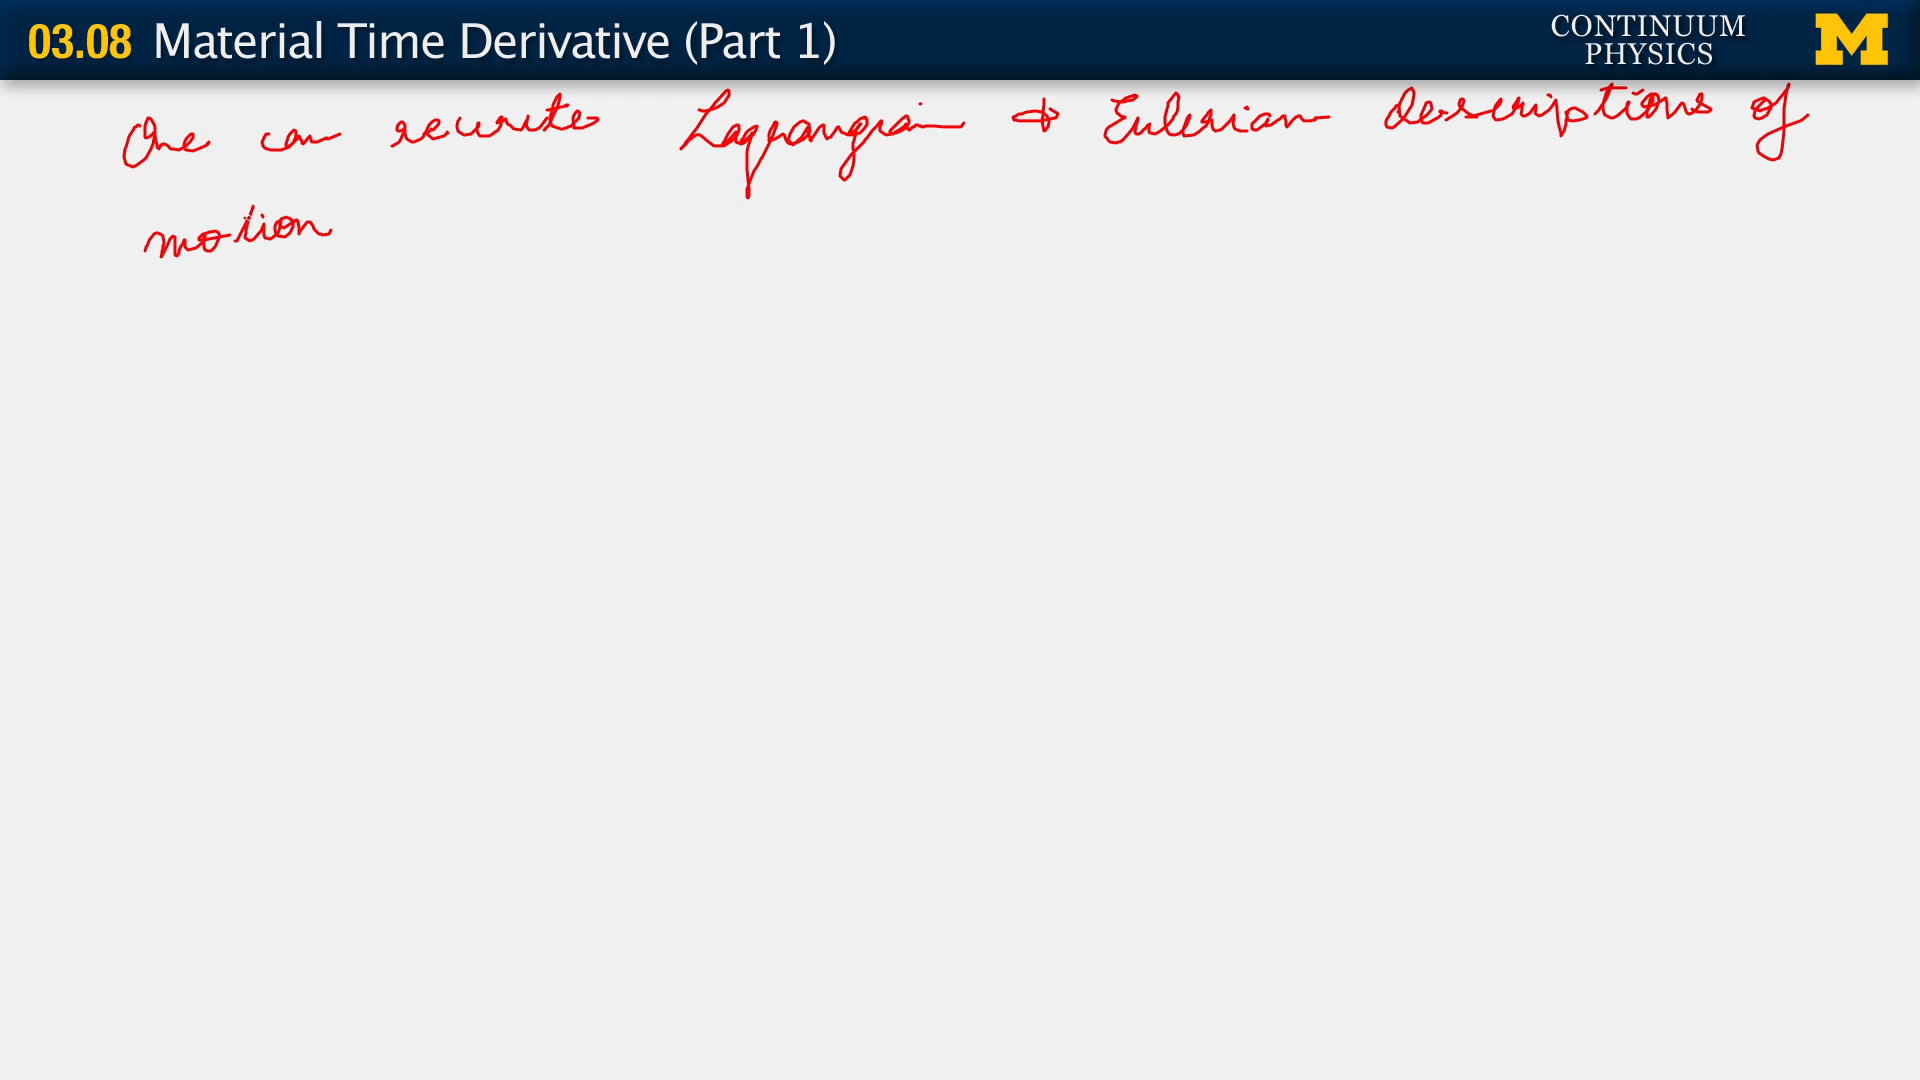 03.08 Material Time Derivative (Part 1)
CONTINUUM
PHYSICS
M
One can rewrite Lagrangian & Eulerian descriptions of
motion